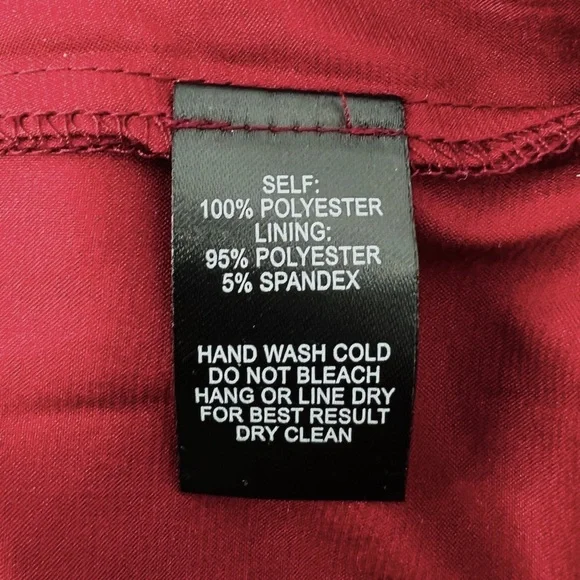 SELF:
100% POLYESTER
LINING:
95% POLYESTER
5% SPANDEX
HAND WASH COLD
DO NOT BLEACH
HANG OR LINE DRY
FOR BEST RESULT
DRY CLEAN